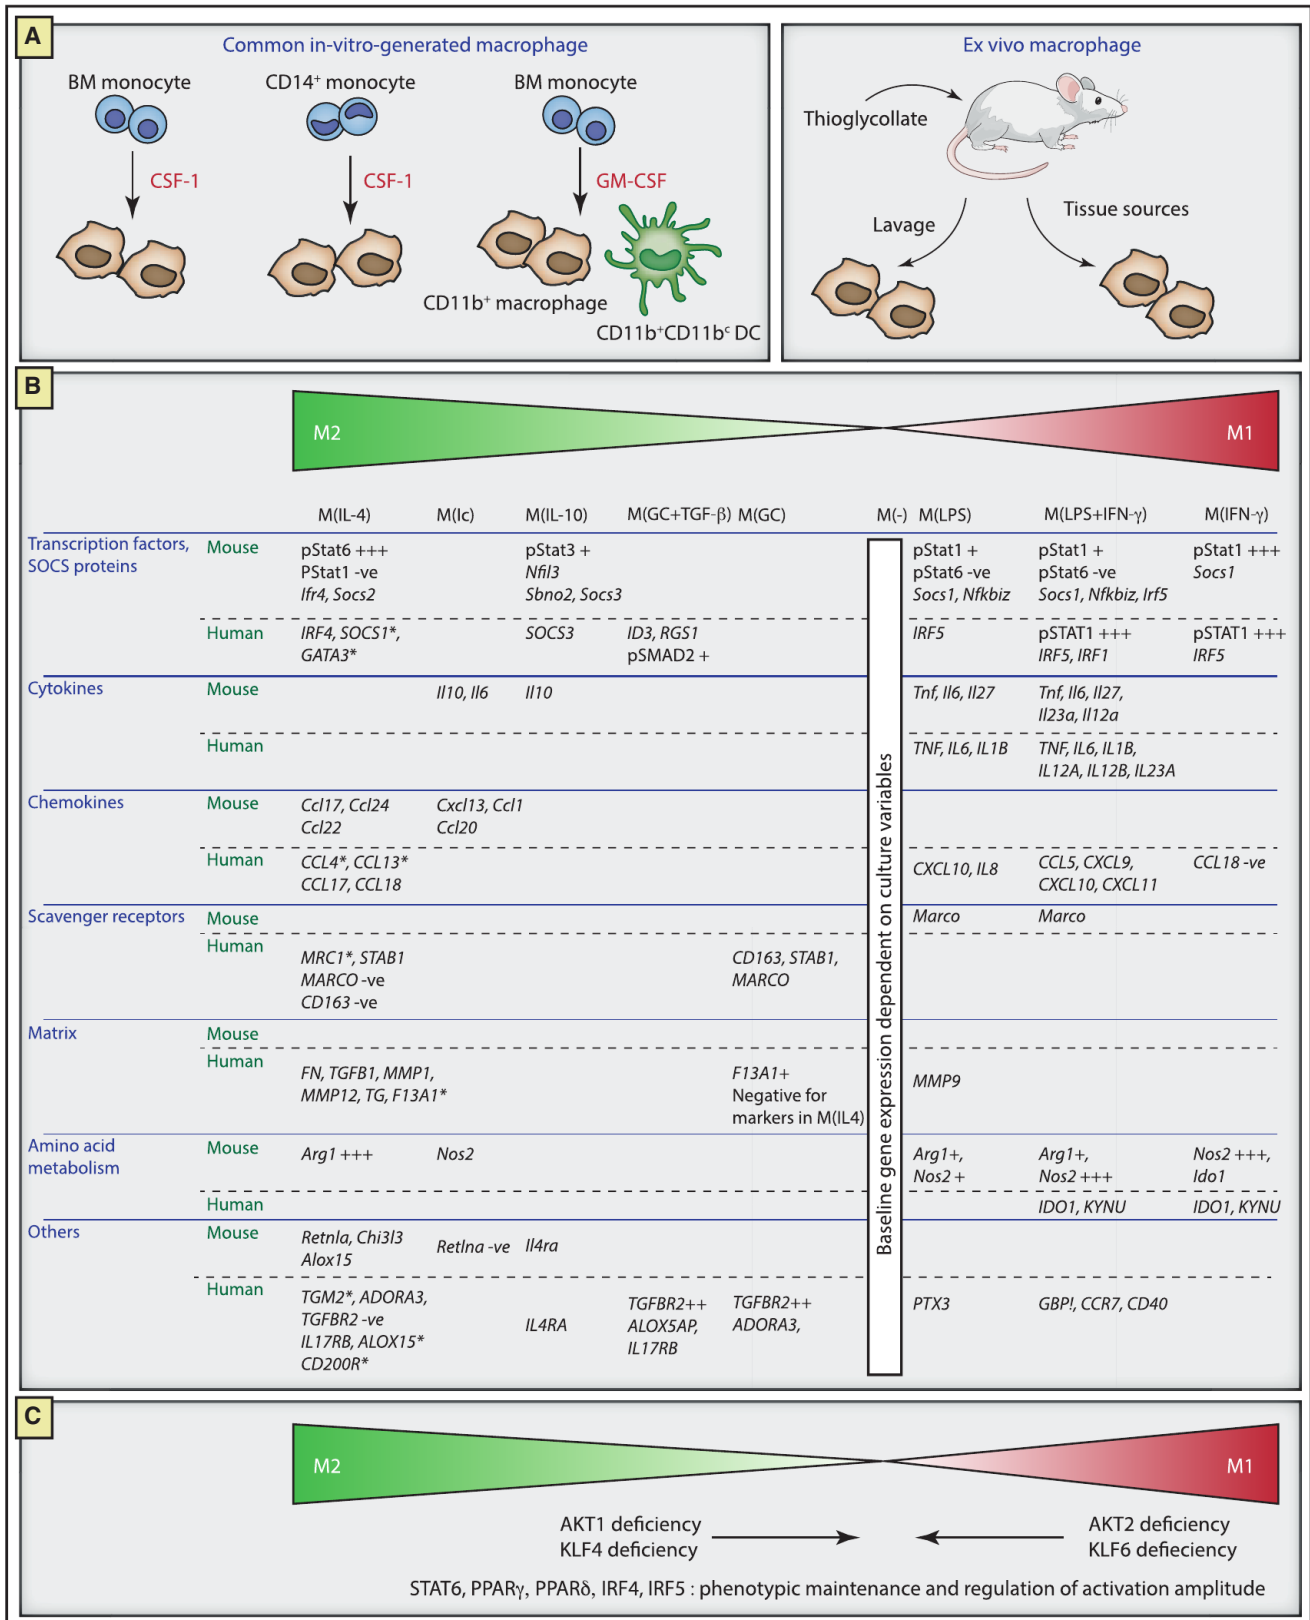 A
Common in-vitro-generated macrophage
BM monocyte
CD14⁺ monocyte
BM monocyte
CSF-1
CSF-1
GM-CSF
CD11b⁺ macrophage
CD11b⁺CD11bᶜ DC
Ex vivo macrophage
Thioglycollate
Lavage
Tissue sources
B
M2
M1
M(IL-4) M(Ic) M(IL-10) M(GC+TGF-β) M(GC) M(-) M(LPS) M(LPS+IFN-γ) M(IFN-γ)
Baseline gene expression dependent on culture variables
Transcription factors,
SOCS proteins
Mouse
pStat6 +++
PStat1 -ve
Ifr4, Socs2
pStat3 +
Nfil3
Sbno2, Socs3
pStat1 +
pStat6 -ve
Socs1, Nfkbiz
pStat1 +
pStat6 -ve
Socs1, Nfkbiz, Irf5
pStat1 +++
Socs1
Human
IRF4, SOCS1*,
GATA3*
SOCS3
ID3, RGS1
pSMAD2 +
IRF5
pSTAT1 +++
IRF5, IRF1
pSTAT1 +++
IRF5
Cytokines
Mouse
Il10, Il6
Il10
Tnf, Il6, Il27
Tnf, Il6, Il27,
Il23a, Il12a
Human
TNF, IL6, IL1B
TNF, IL6, IL1B,
IL12A, IL12B, IL23A
Chemokines
Mouse
Ccl17, Ccl24
Ccl22
Cxcl13, Ccl1
Ccl20
Human
CCL4*, CCL13*
CCL17, CCL18
CXCL10, IL8
CCL5, CXCL9,
CXCL10, CXCL11
CCL18 -ve
Scavenger receptors
Mouse
Marco
Marco
Human
MRC1*, STAB1
MARCO -ve
CD163 -ve
CD163, STAB1,
MARCO
Matrix
Mouse
Human
FN, TGFB1, MMP1,
MMP12, TG, F13A1*
F13A1+
Negative for
markers in M(IL4)
MMP9
Amino acid
metabolism
Mouse
Arg1 +++
Nos2
Arg1+,
Nos2 +
Arg1+,
Nos2 +++
Nos2 +++,
Ido1
Human
IDO1, KYNU
IDO1, KYNU
Others
Mouse
Retnla, Chi3l3
Alox15
Retlna -ve
Il4ra
Human
TGM2*, ADORA3,
TGFBR2 -ve
IL17RB, ALOX15*
CD200R*
IL4RA
TGFBR2++
ALOX5AP,
IL17RB
TGFBR2++
ADORA3,
PTX3
GBP!, CCR7, CD40
C
M2
M1
AKT1 deficiency
KLF4 deficiency
AKT2 deficiency
KLF6 defieciency
STAT6, PPARγ, PPARδ, IRF4, IRF5 : phenotypic maintenance and regulation of activation amplitude